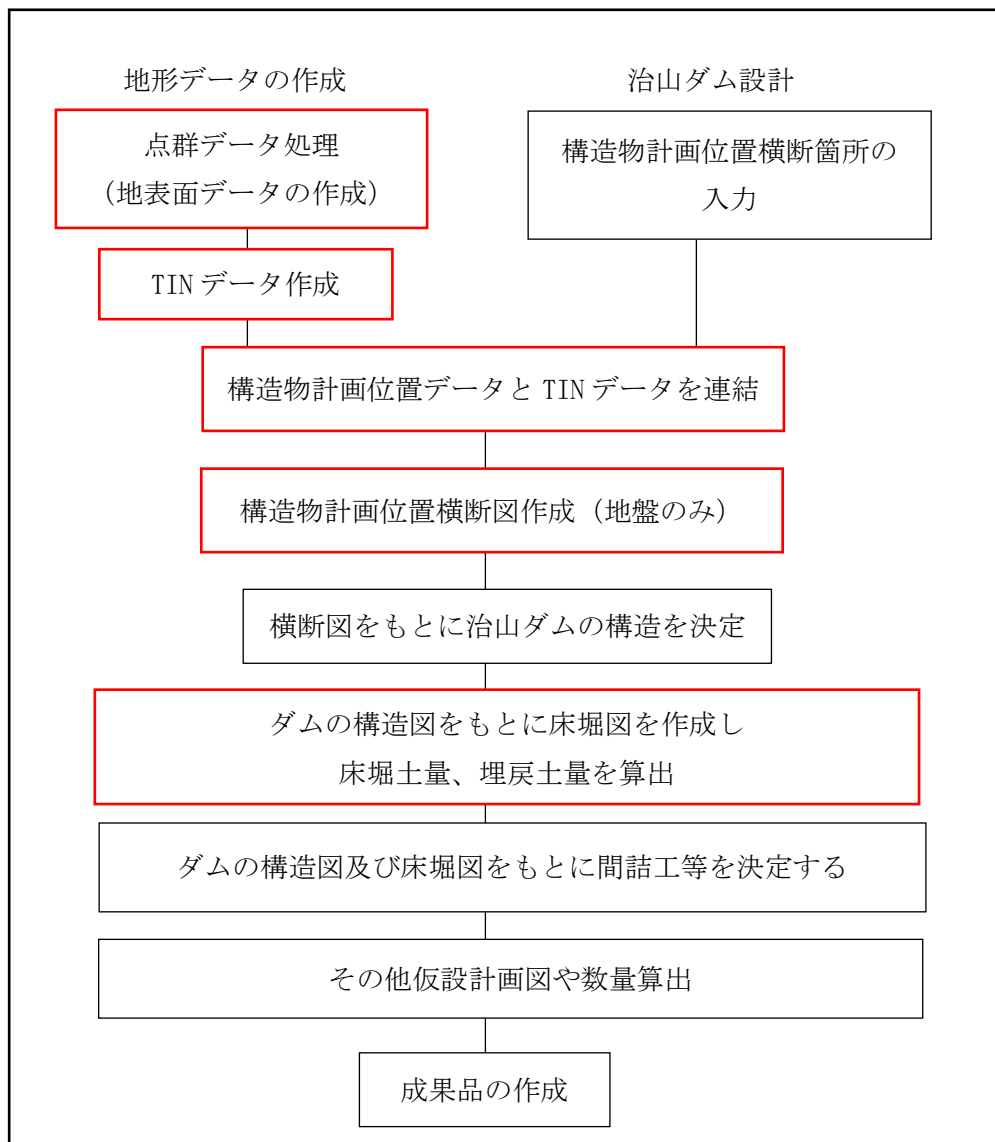 地形データの作成
治山ダム設計
点群データ処理
（地表面データの作成）
構造物計画位置横断箇所の
入力
TINデータ作成
構造物計画位置データとTINデータを連結
構造物計画位置横断図作成（地盤のみ）
横断図をもとに治山ダムの構造を決定
ダムの構造図をもとに床堀図を作成し
床堀土量、埋戻土量を算出
ダムの構造図及び床堀図をもとに間詰工等を決定する
その他仮設計画図や数量算出
成果品の作成